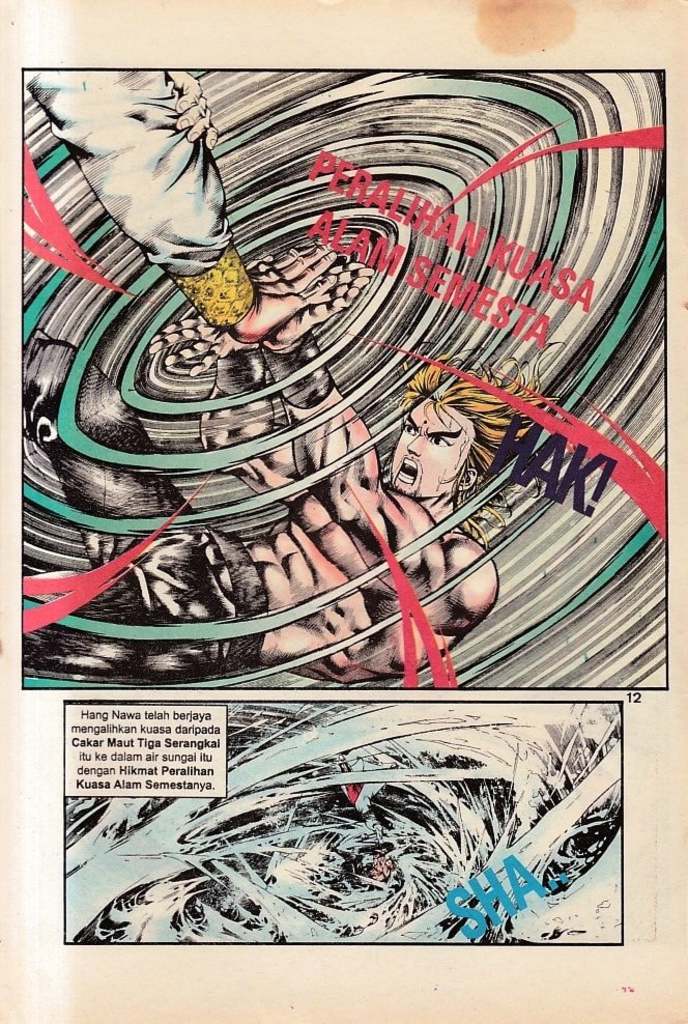 PERALIHAN KUASA
ALAM SEMESTA
HAK!
12
Hang Nawa telah berjaya
mengalihkan kuasa daripada
Cakar Maut Tiga Serangkai
itu ke dalam air sungai itu
dengan Hikmat Peralihan
Kuasa Alam Semestanya.
SHA..